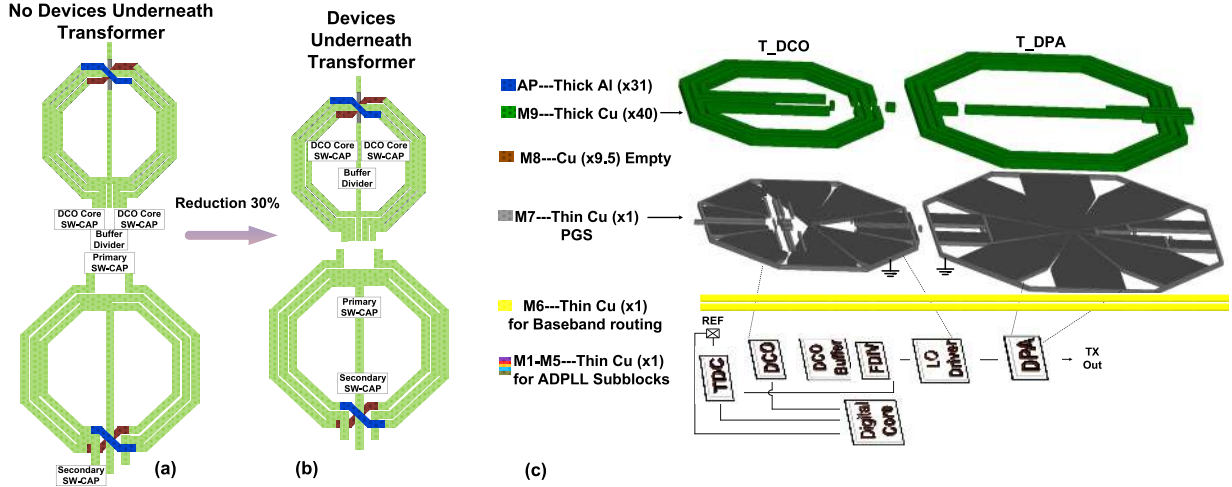 No Devices Underneath
Transformer
DCO Core
SW-CAP
DCO Core
SW-CAP
Buffer
Divider
Primary
SW-CAP
Secondary
SW-CAP
(a)
Reduction 30%
Devices
Underneath
Transformer
DCO Core
SW-CAP
DCO Core
SW-CAP
Buffer
Divider
Primary
SW-CAP
Secondary
SW-CAP
(b)
AP---Thick Al (x31)
M9---Thick Cu (x40)
M8---Cu (x9.5) Empty
M7---Thin Cu (x1)
PGS
M6---Thin Cu (x1)
for Baseband routing
M1-M5---Thin Cu (x1)
for ADPLL Subblocks
(c)
T_DCO
T_DPA
REF
TDC
DCO
DCO
Buffer
FDIV
LO
Driver
DPA
TX
Out
Digital
Core